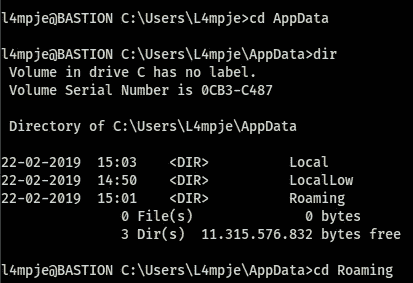 l4mpje@BASTION C:\Users\L4mpje>cd AppData
l4mpje@BASTION C:\Users\L4mpje\AppData>dir
Volume in drive C has no label.
Volume Serial Number is 0CB3-C487
Directory of C:\Users\L4mpje\AppData
22-02-2019  15:03    <DIR>          Local
22-02-2019  14:50    <DIR>          LocalLow
22-02-2019  15:01    <DIR>          Roaming
0 File(s)              0 bytes
3 Dir(s)  11.315.576.832 bytes free
l4mpje@BASTION C:\Users\L4mpje\AppData>cd Roaming